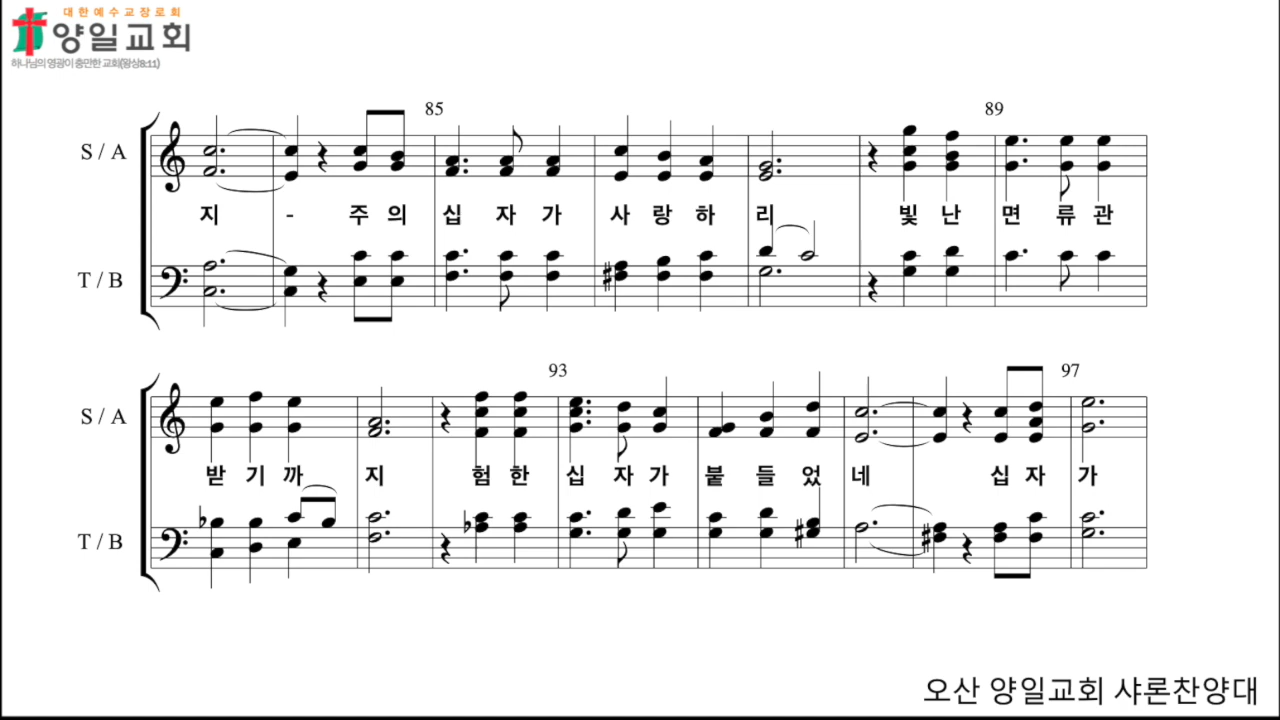 대한예수교장로회
양일교회
하나님의 영광이 충만한 교회(왕상8:11)
85
89
S / A
지 - 주 의 십 자 가 사 랑 하 리 빛 난 면 류 관
T / B
93
97
S / A
받 기 까 지 험 한 십 자 가 붙 들 었 네 십 자 가
T / B
오산 양일교회 샤론찬양대